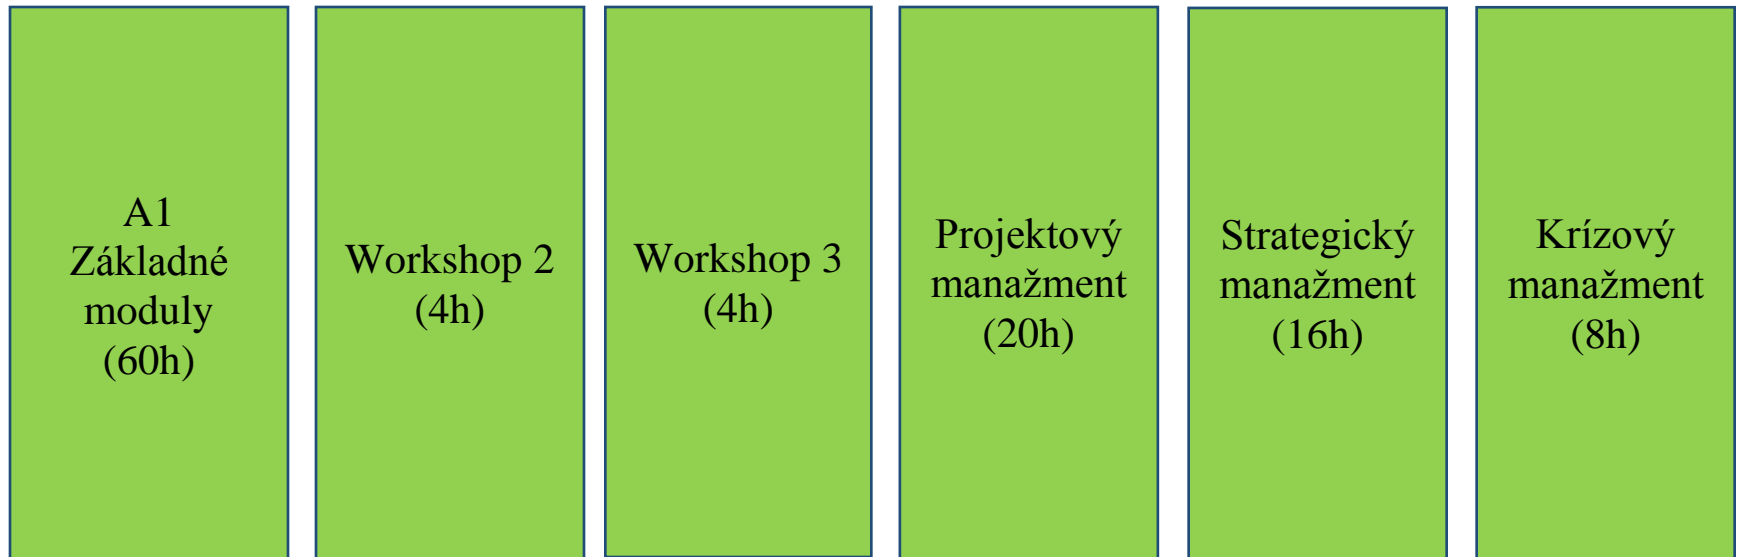 A1
Základné
moduly
(60h)
Workshop 2
(4h)
Workshop 3
(4h)
Projektový
manažment
(20h)
Strategický
manažment
(16h)
Krízový
manažment
(8h)